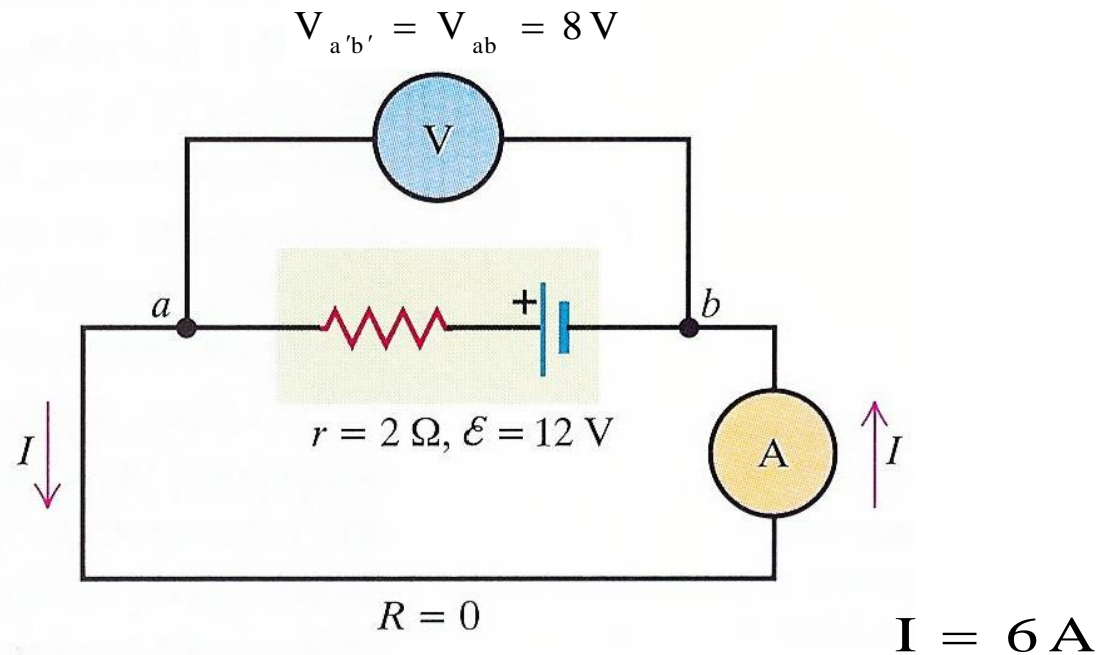 V a′b′ = V ab = 8 V
V
a
+
b
r = 2 Ω, ℰ = 12 V
I
A
I
R = 0
I = 6 A